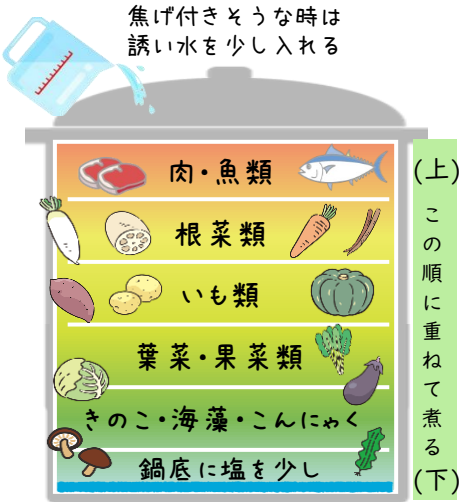 焦げ付きそうな時は
誘い水を少し入れる
肉・魚類
根菜類
いも類
葉菜・果菜類
きのこ・海藻・こんにゃく
鍋底に塩を少し
(上)
この順に重ねて煮る
(下)